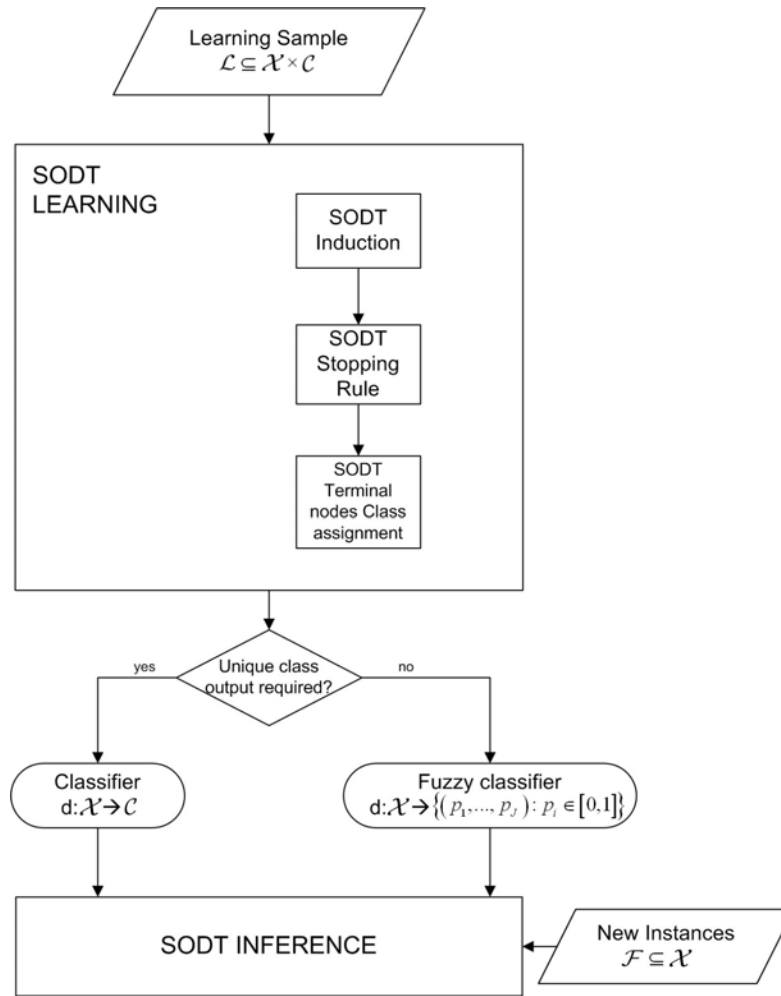 Learning Sample
ℒ ⊆ 𝒳 × 𝒞
SODT
LEARNING
SODT
Induction
SODT
Stopping
Rule
SODT
Terminal
nodes Class
assignment
yes
Unique class
output required?
no
Classifier
d:𝒳→𝒞
Fuzzy classifier
d:𝒳→{(p₁,..., p_J): p_i ∈ [0,1]}
SODT INFERENCE
New Instances
ℱ ⊆ 𝒳